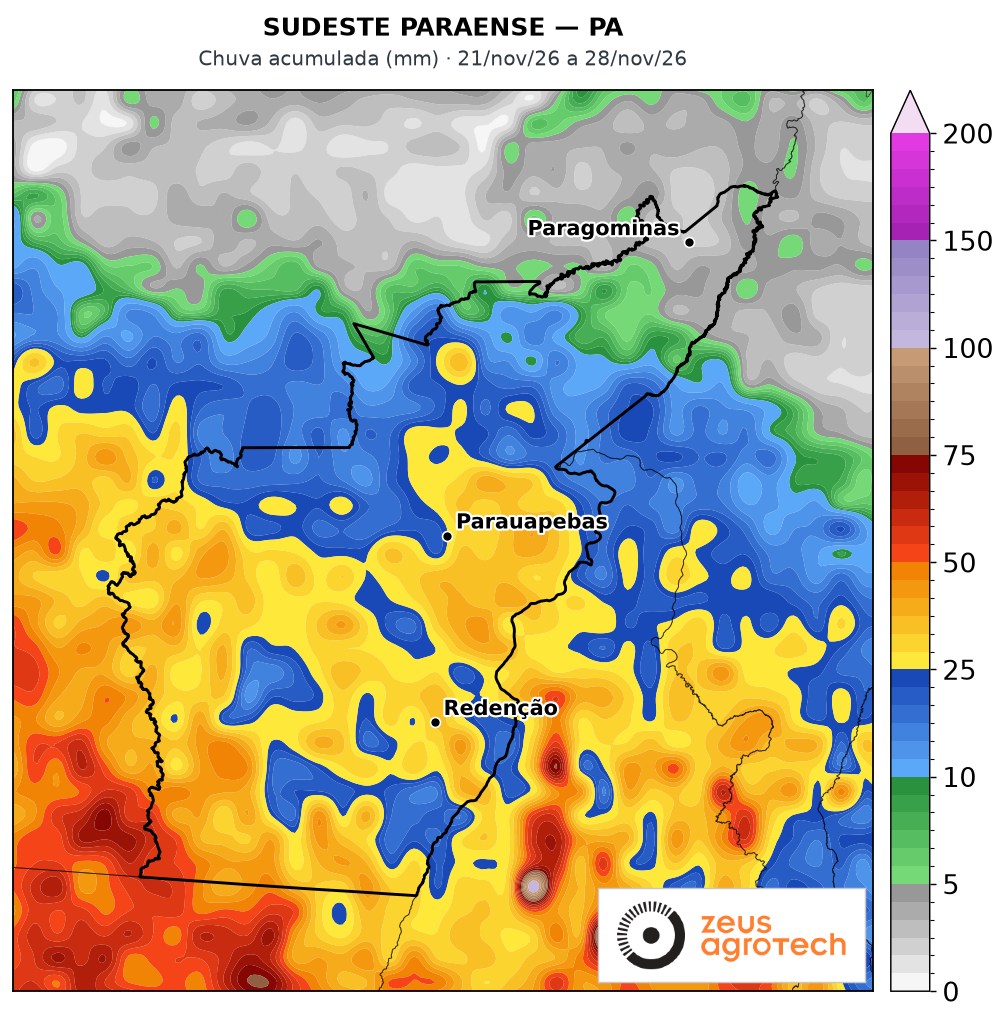 SUDESTE PARAENSE — PA
Chuva acumulada (mm) · 21/nov/26 a 28/nov/26
200
150
100
75
50
25
10
5
0
Paragominas
Parauapebas
Redenção
zeus
agrotech